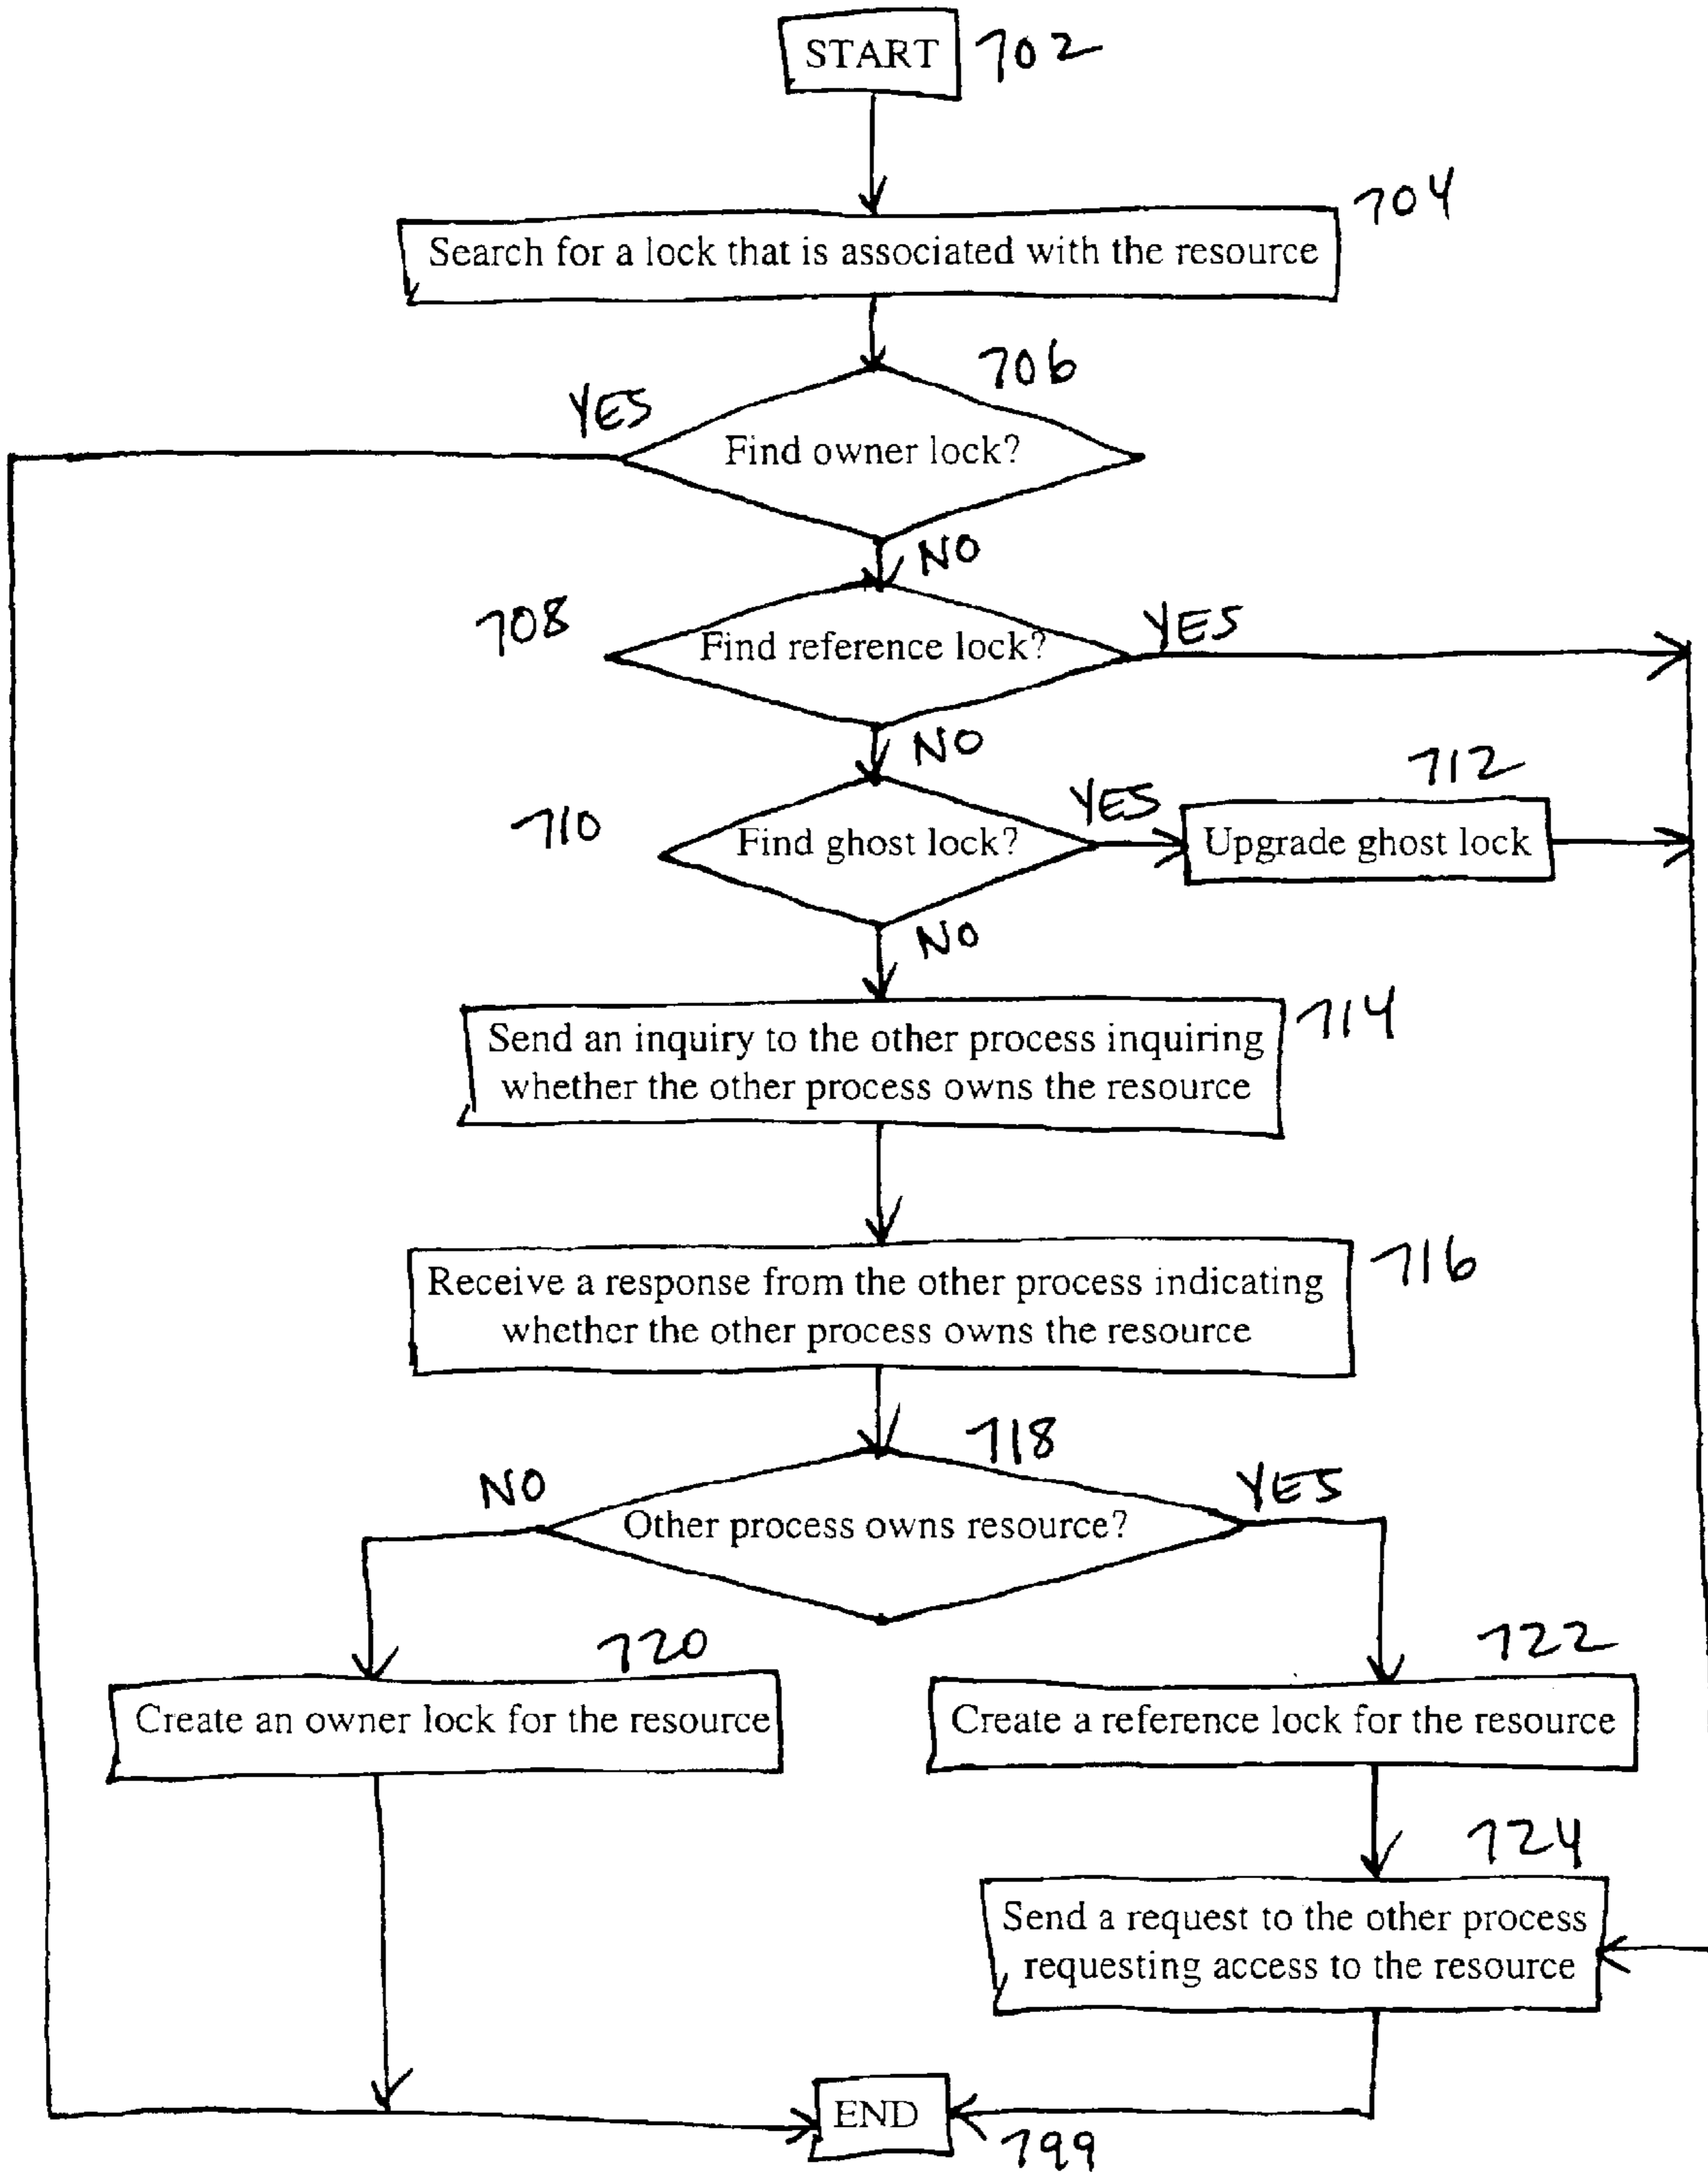 START 702
704
Search for a lock that is associated with the resource
706
YES
Find owner lock?
NO
708
Find reference lock?
YES
NO
712
710
Find ghost lock?
YES
Upgrade ghost lock
NO
714
Send an inquiry to the other process inquiring
whether the other process owns the resource
716
Receive a response from the other process indicating
whether the other process owns the resource
718
NO
Other process owns resource?
YES
720
722
Create an owner lock for the resource
Create a reference lock for the resource
724
Send a request to the other process
requesting access to the resource
END
799